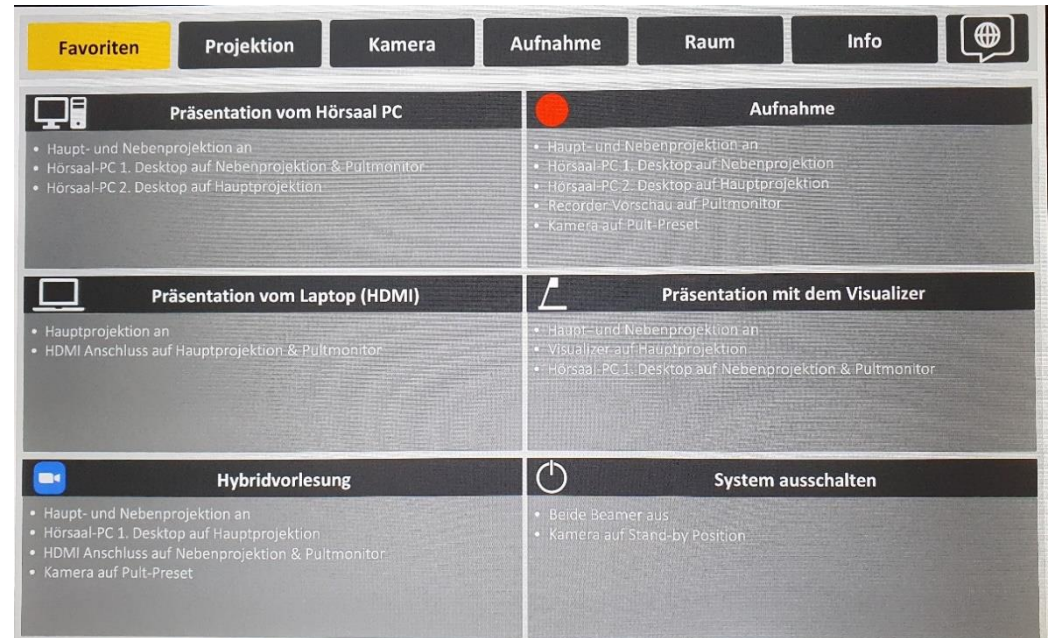 Favoriten
Projektion
Kamera
Aufnahme
Raum
Info
Präsentation vom Hörsaal PC
• Haupt- und Nebenprojektion an
• Hörsaal-PC 1. Desktop auf Nebenprojektion & Pultmonitor
• Hörsaal-PC 2. Desktop auf Hauptprojektion
Aufnahme
• Haupt- und Nebenprojektion an
• Hörsaal-PC 1. Desktop auf Nebenprojektion
• Hörsaal-PC 2. Desktop auf Hauptprojektion
• Recorder Vorschau auf Pultmonitor
• Kamera auf Pult-Preset
Präsentation vom Laptop (HDMI)
• Hauptprojektion an
• HDMI Anschluss auf Hauptprojektion & Pultmonitor
Präsentation mit dem Visualizer
• Haupt- und Nebenprojektion an
• Visualizer auf Hauptprojektion
• Hörsaal-PC 1. Desktop auf Nebenprojektion & Pultmonitor
Hybridvorlesung
• Haupt- und Nebenprojektion an
• Hörsaal-PC 1. Desktop auf Hauptprojektion
• HDMI Anschluss auf Nebenprojektion & Pultmonitor
• Kamera auf Pult-Preset
System ausschalten
• Beide Beamer aus
• Kamera auf Stand-by Position